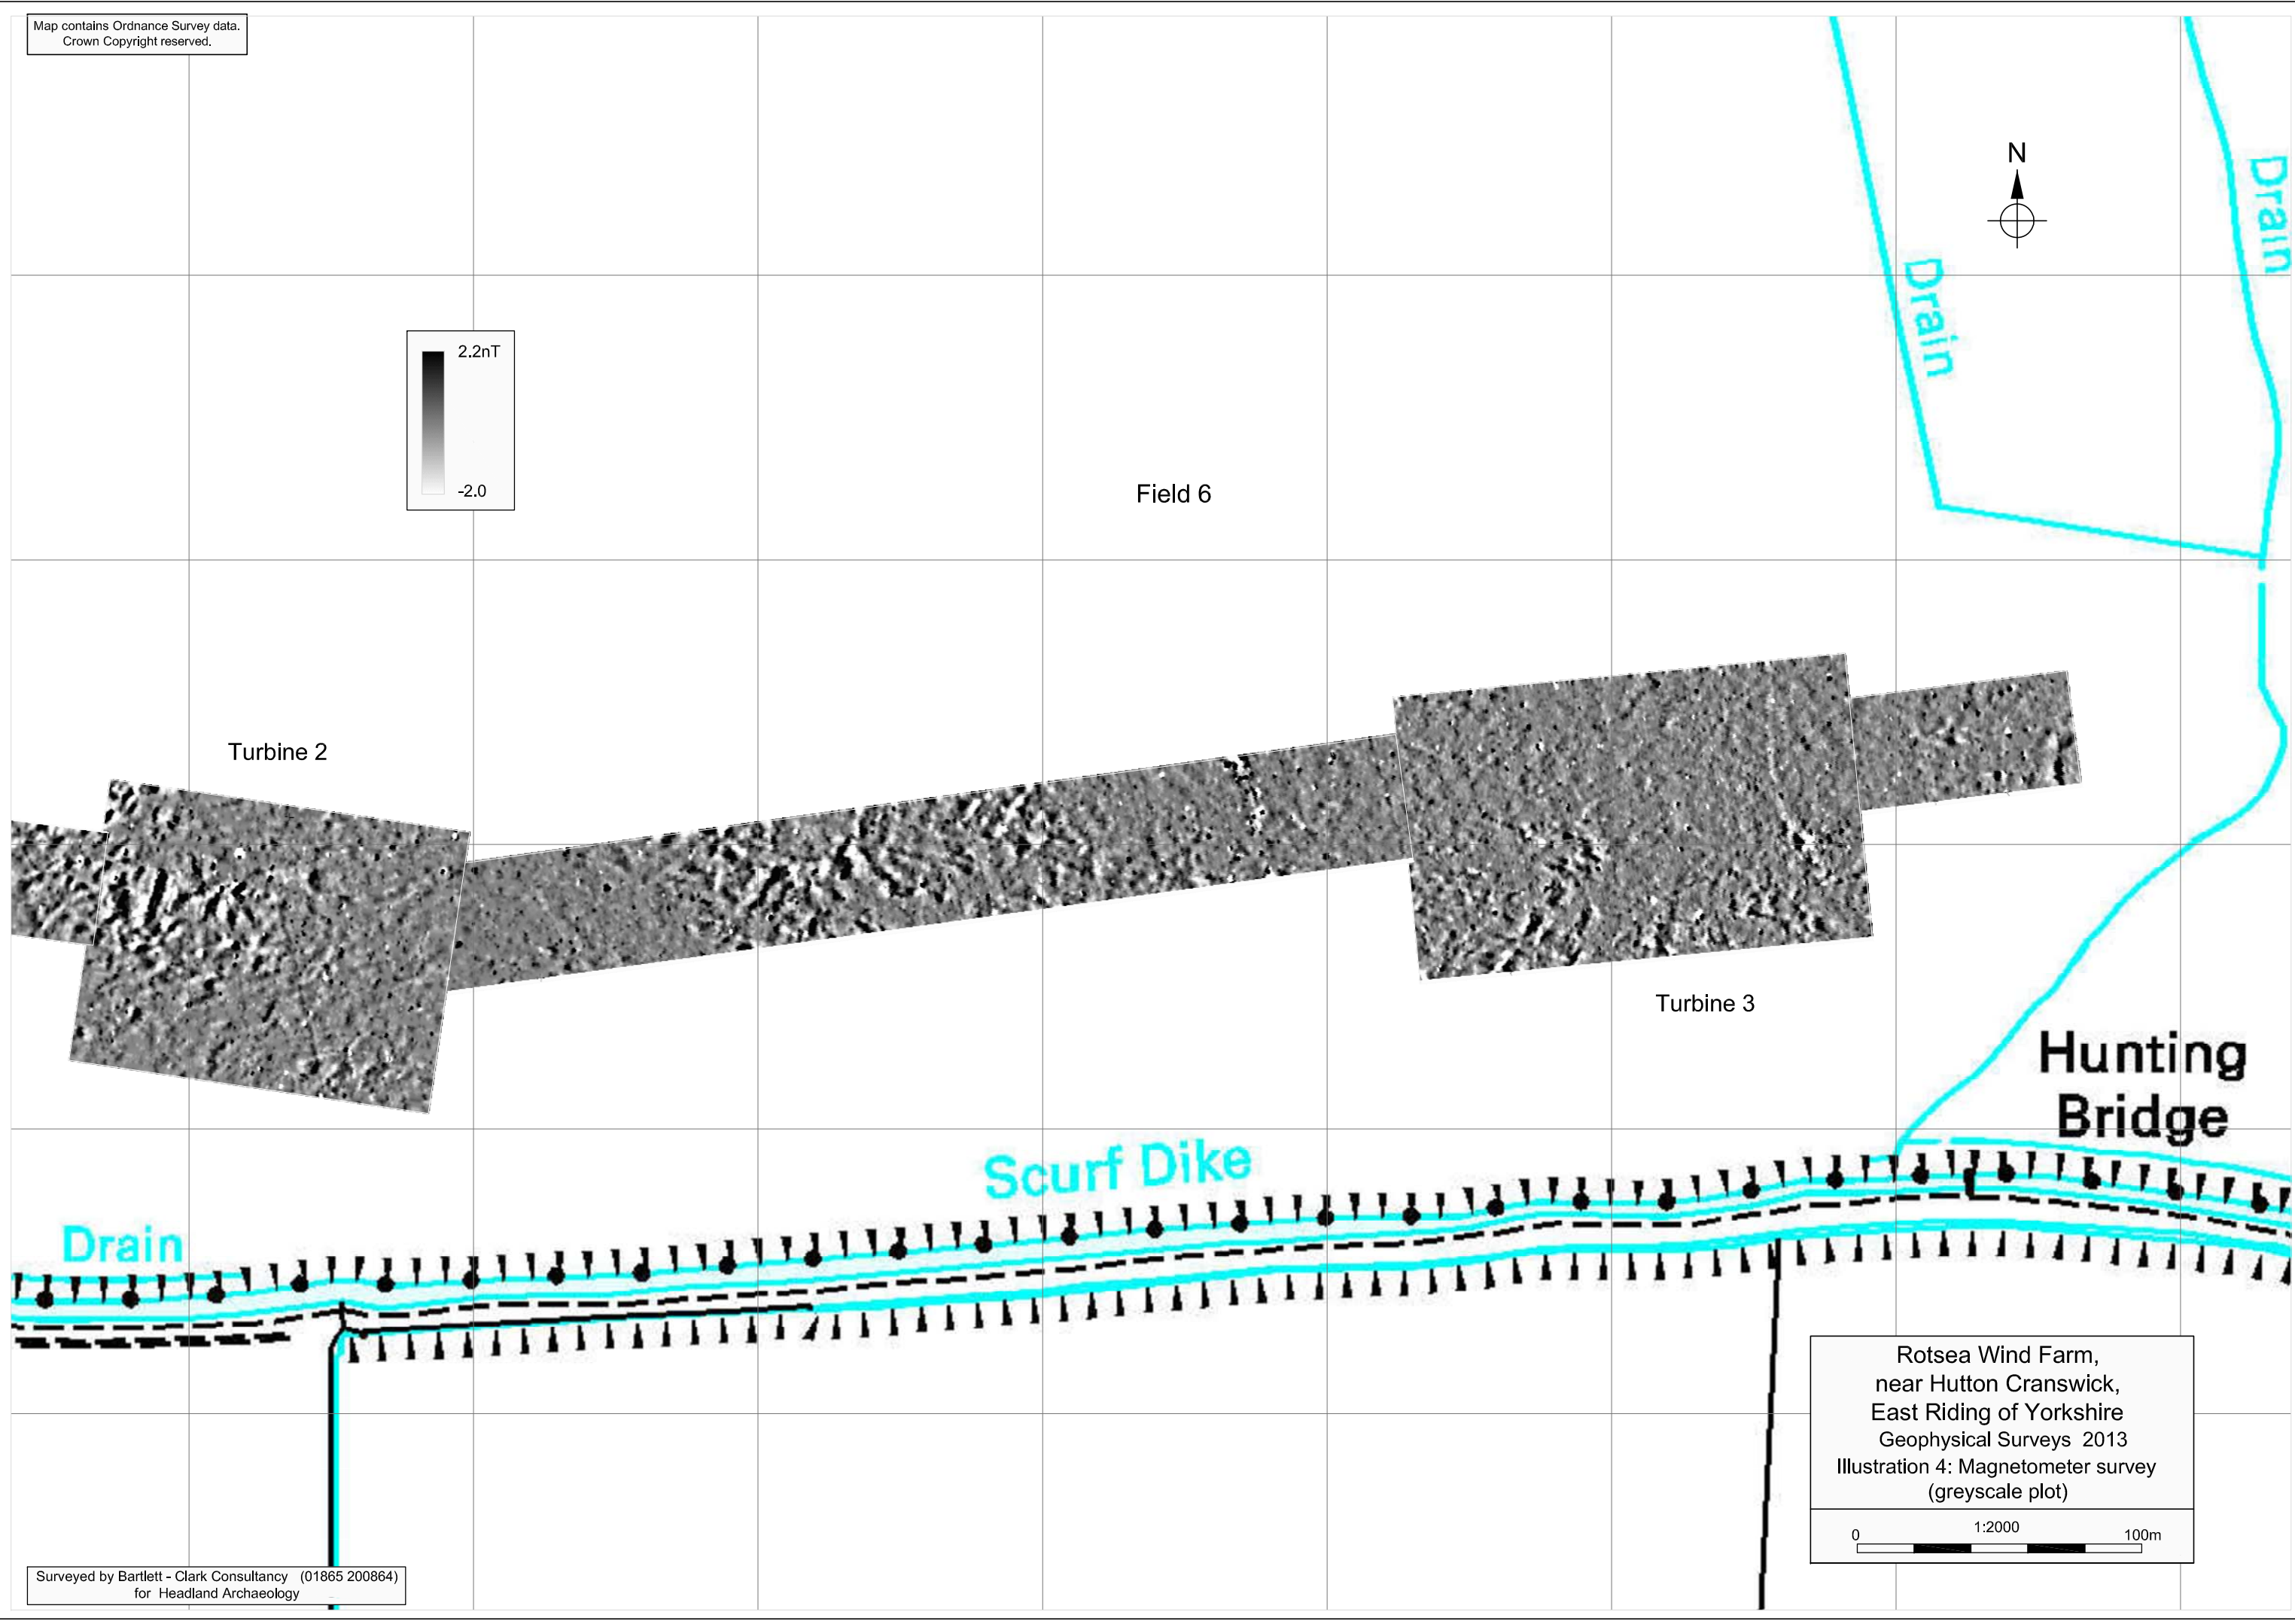 Map contains Ordnance Survey data.
Crown Copyright reserved.
N
Drain
Drain
2.2nT
-2.0
Field 6
Turbine 2
Turbine 3
Hunting
Bridge
Scurf Dike
Drain
Rotsea Wind Farm,
near Hutton Cranswick,
East Riding of Yorkshire
Geophysical Surveys 2013
Illustration 4: Magnetometer survey
(greyscale plot)
1:2000
0 100m
Surveyed by Bartlett - Clark Consultancy (01865 200864)
for Headland Archaeology